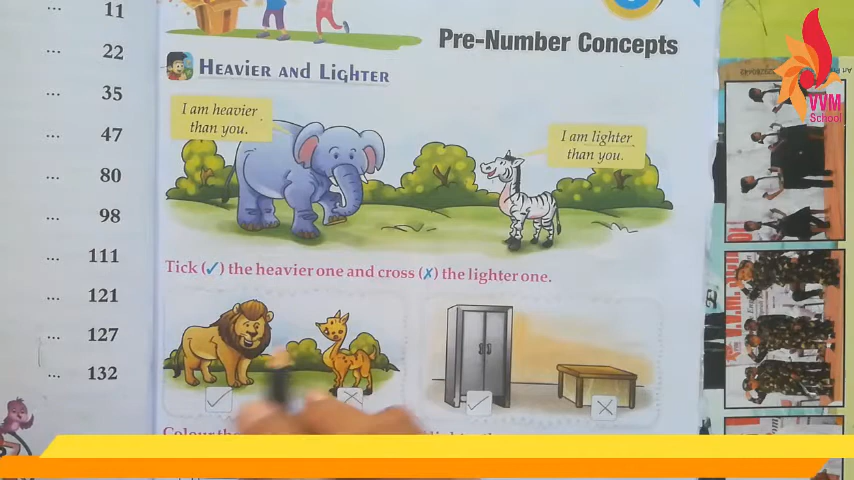 11
22
35
47
80
98
111
121
127
132
Pre-Number Concepts
HEAVIER AND LIGHTER
I am heavier
than you.
I am lighter
than you.
Tick (✓) the heavier one and cross (✗) the lighter one.
VVM
School